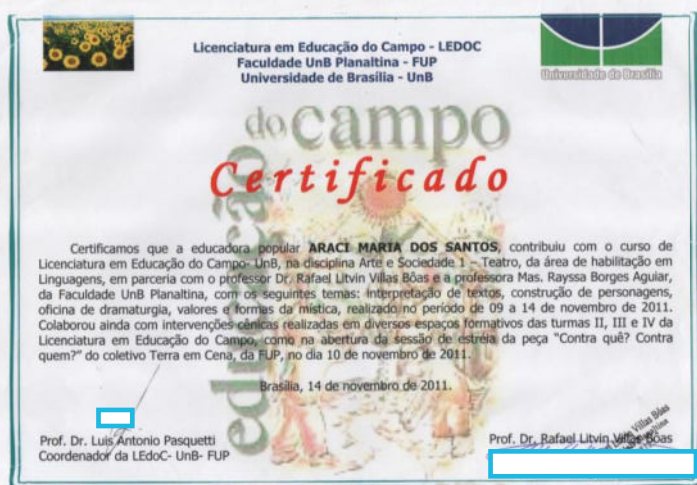 Licenciatura em Educação do Campo - LEDOC
Faculdade UnB Planaltina - FUP
Universidade de Brasília - UnB
Universidade de Brasília
educação
do campo
Certificado
Certificamos que a educadora popular ARACI MARIA DOS SANTOS, contribuiu com o curso de
Licenciatura em Educação do Campo- UnB, na disciplina Arte e Sociedade 1 – Teatro, da área de habilitação em
Linguagens, em parceria com o professor Dr. Rafael Litvin Villas Bôas e a professora Mas. Rayssa Borges Aguiar,
da Faculdade UnB Planaltina, com os seguintes temas: interpretação de textos, construção de personagens,
oficina de dramaturgia, valores e formas da mística, realizado no período de 09 a 14 de novembro de 2011.
Colaborou ainda com intervenções cênicas realizadas em diversos espaços formativos das turmas II, III e IV da
Licenciatura em Educação do Campo, como na abertura da sessão de estréia da peça "Contra quê? Contra
quem?" do coletivo Terra em Cena, da FUP, no dia 10 de novembro de 2011.
Brasília, 14 de novembro de 2011.
Prof. Dr. Luis Antonio Pasquetti
Coordenador da LEdoC- UnB- FUP
Villas Bôas
Prof. Dr. Rafael Litvin Villas Bôas